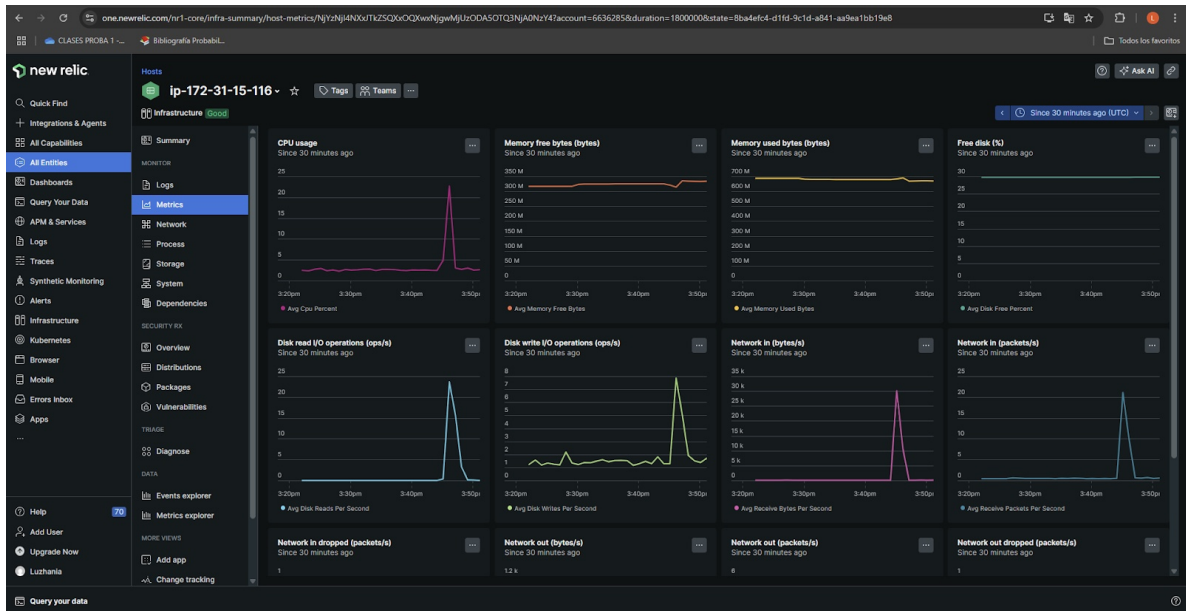 one.newrelic.com/nr1-core/infra-summary/host-metrics/NjYzNjI4NXxJTkZSQXxOQXwxNjgwMjUzODA5OTQ3NjA0NzY4?account=6636285&duration=1800000&state=8ba4efc4-d1fd-9c1d-a841-aa9ea1bb19e8
CLASES PROBA 1 -...
Bibliografía Probabil...
Todos los favoritos
new relic
Quick Find
Integrations & Agents
All Capabilities
All Entities
Dashboards
Query Your Data
APM & Services
Logs
Traces
Synthetic Monitoring
Alerts
Infrastructure
Kubernetes
Browser
Mobile
Errors Inbox
Apps
...
Help 70
Add User
Upgrade Now
Luzhania
Query your data
Hosts
ip-172-31-15-116
Tags
Teams
...
Ask AI
Infrastructure Good
Since 30 minutes ago (UTC)
Summary
MONITOR
Logs
Metrics
Network
Process
Storage
System
Dependencies
SECURITY RX
Overview
Distributions
Packages
Vulnerabilities
TRIAGE
Diagnose
DATA
Events explorer
Metrics explorer
MORE VIEWS
Add app
Change tracking
CPU usage
Since 30 minutes ago
25
20
15
10
5
0
3:20pm 3:30pm 3:40pm 3:50p
Avg Cpu Percent
Memory free bytes (bytes)
Since 30 minutes ago
350 M
300 M
250 M
200 M
150 M
100 M
50 M
0
3:20pm 3:30pm 3:40pm 3:50p
Avg Memory Free Bytes
Memory used bytes (bytes)
Since 30 minutes ago
700 M
600 M
500 M
400 M
300 M
200 M
100 M
0
3:20pm 3:30pm 3:40pm 3:50p
Avg Memory Used Bytes
Free disk (%)
Since 30 minutes ago
30
25
20
15
10
5
0
3:20pm 3:30pm 3:40pm 3:50p
Avg Disk Free Percent
Disk read I/O operations (ops/s)
Since 30 minutes ago
25
20
15
10
5
0
3:20pm 3:30pm 3:40pm 3:50p
Avg Disk Reads Per Second
Disk write I/O operations (ops/s)
Since 30 minutes ago
8
7
6
5
4
3
2
1
0
3:20pm 3:30pm 3:40pm 3:50p
Avg Disk Writes Per Second
Network in (bytes/s)
Since 30 minutes ago
35 k
30 k
25 k
20 k
15 k
10 k
5 k
0
3:20pm 3:30pm 3:40pm 3:50p
Avg Receive Bytes Per Second
Network in (packets/s)
Since 30 minutes ago
25
20
15
10
5
0
3:20pm 3:30pm 3:40pm 3:50p
Avg Receive Packets Per Second
Network in dropped (packets/s)
Since 30 minutes ago
1
Network out (bytes/s)
Since 30 minutes ago
1.2 k
Network out (packets/s)
Since 30 minutes ago
6
Network out dropped (packets/s)
Since 30 minutes ago
1